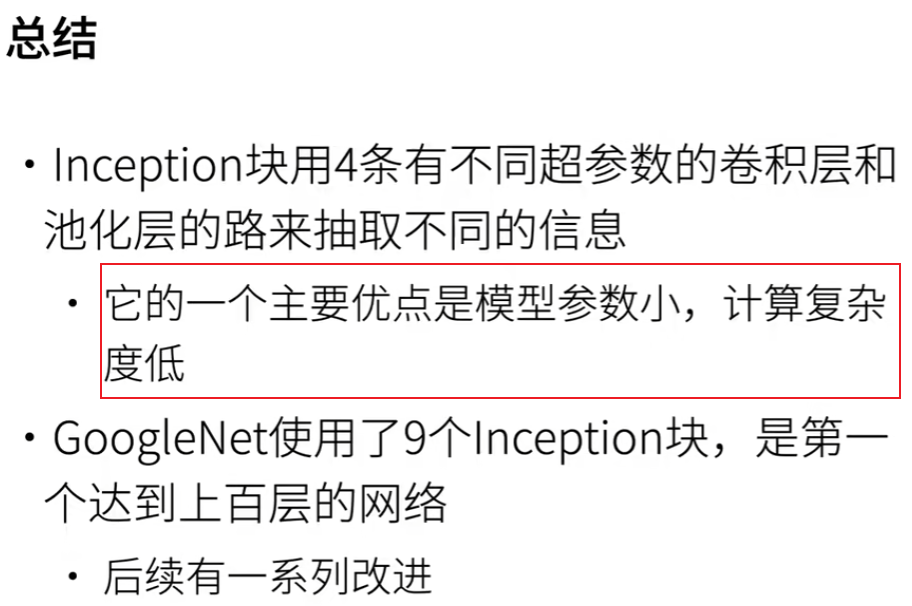 总结
• Inception块用4条有不同超参数的卷积层和
池化层的路来抽取不同的信息
• 它的一个主要优点是模型参数小，计算复杂
度低
• GoogleNet使用了9个Inception块，是第一
个达到上百层的网络
• 后续有一系列改进